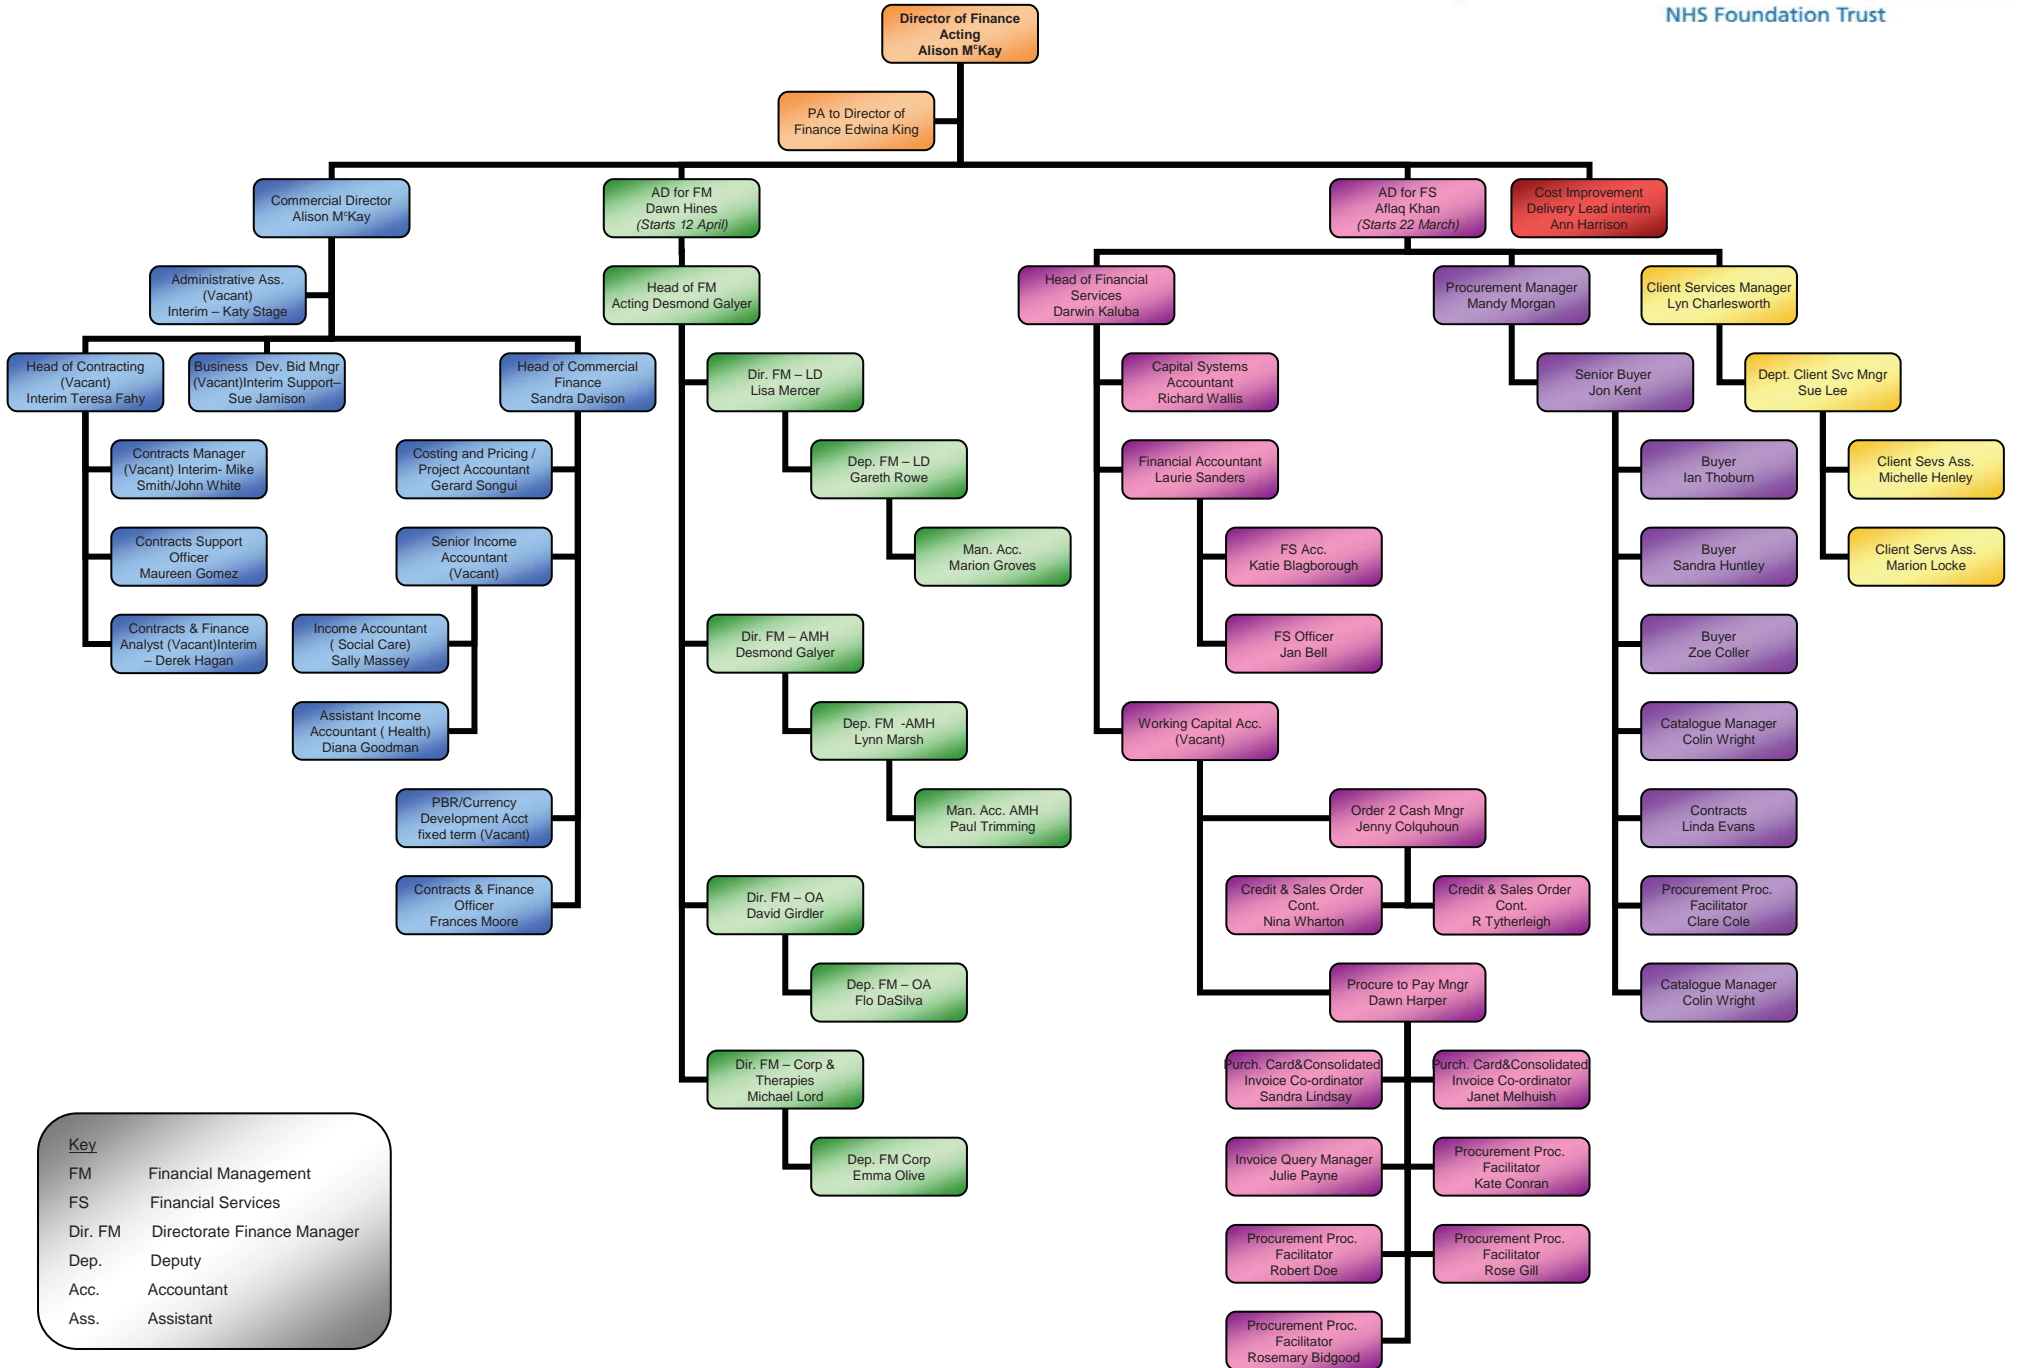 NHS Foundation Trust
Director of Finance
Acting
Alison McKay
PA to Director of
Finance Edwina King
Commercial Director
Alison McKay
AD for FM
Dawn Hines
(Starts 12 April)
AD for FS
Aflaq Khan
(Starts 22 March)
Cost Improvement
Delivery Lead interim
Ann Harrison
Administrative Ass.
(Vacant)
Interim – Katy Stage
Head of FM
Acting Desmond Galyer
Head of Financial
Services
Darwin Kaluba
Procurement Manager
Mandy Morgan
Client Services Manager
Lyn Charlesworth
Head of Contracting
(Vacant)
Interim Teresa Fahy
Business  Dev. Bid Mngr
(Vacant)Interim Support–
Sue Jamison
Head of Commercial
Finance
Sandra Davison
Dir. FM – LD
Lisa Mercer
Capital Systems
Accountant
Richard Wallis
Senior Buyer
Jon Kent
Dept. Client Svc Mngr
Sue Lee
Contracts Manager
(Vacant) Interim- Mike
Smith/John White
Costing and Pricing /
Project Accountant
Gerard Songui
Dep. FM – LD
Gareth Rowe
Financial Accountant
Laurie Sanders
Buyer
Ian Thoburn
Client Sevs Ass.
Michelle Henley
Contracts Support
Officer
Maureen Gomez
Senior Income
Accountant
(Vacant)
Man. Acc.
Marion Groves
FS Acc.
Katie Blagborough
Buyer
Sandra Huntley
Client Servs Ass.
Marion Locke
Contracts & Finance
Analyst (Vacant)Interim
– Derek Hagan
Income Accountant
( Social Care)
Sally Massey
Dir. FM – AMH
Desmond Galyer
FS Officer
Jan Bell
Buyer
Zoe Coller
Assistant Income
Accountant ( Health)
Diana Goodman
Dep. FM  -AMH
Lynn Marsh
Working Capital Acc.
(Vacant)
Catalogue Manager
Colin Wright
PBR/Currency
Development Acct
fixed term (Vacant)
Man. Acc. AMH
Paul Trimming
Order 2 Cash Mngr
Jenny Colquhoun
Contracts
Linda Evans
Contracts & Finance
Officer
Frances Moore
Dir. FM – OA
David Girdler
Credit & Sales Order
Cont.
Nina Wharton
Credit & Sales Order
Cont.
R Tytherleigh
Procurement Proc.
Facilitator
Clare Cole
Dep. FM – OA
Flo DaSilva
Procure to Pay Mngr
Dawn Harper
Catalogue Manager
Colin Wright
Dir. FM – Corp &
Therapies
Michael Lord
Purch. Card&Consolidated
Invoice Co-ordinator
Sandra Lindsay
Purch. Card&Consolidated
Invoice Co-ordinator
Janet Melhuish
Dep. FM Corp
Emma Olive
Invoice Query Manager
Julie Payne
Procurement Proc.
Facilitator
Kate Conran
Procurement Proc.
Facilitator
Robert Doe
Procurement Proc.
Facilitator
Rose Gill
Procurement Proc.
Facilitator
Rosemary Bidgood
Key
FM Financial Management
FS Financial Services
Dir. FM Directorate Finance Manager
Dep. Deputy
Acc. Accountant
Ass. Assistant